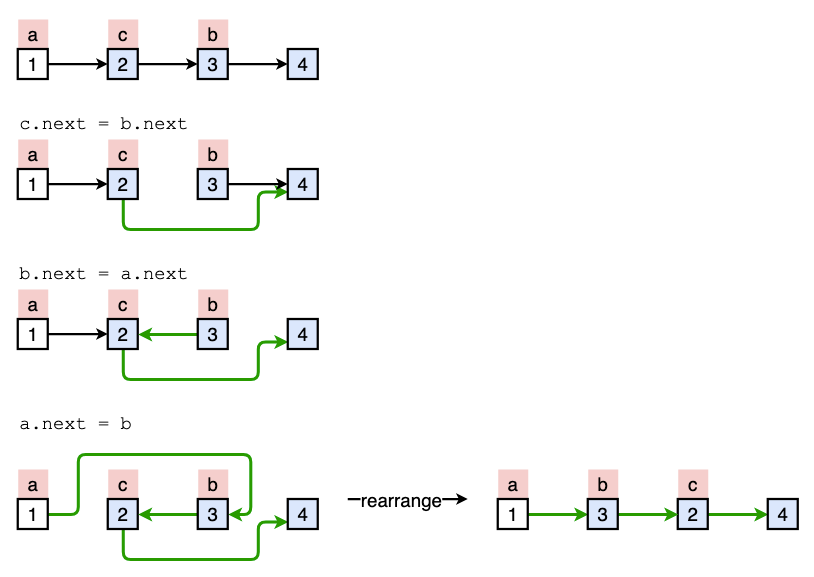 a c b
1 2 3 4
c.next = b.next
a c b
1 2 3 4
b.next = a.next
a c b
1 2 3 4
a.next = b
a c b
1 2 3 4
rearrange
a b c
1 3 2 4